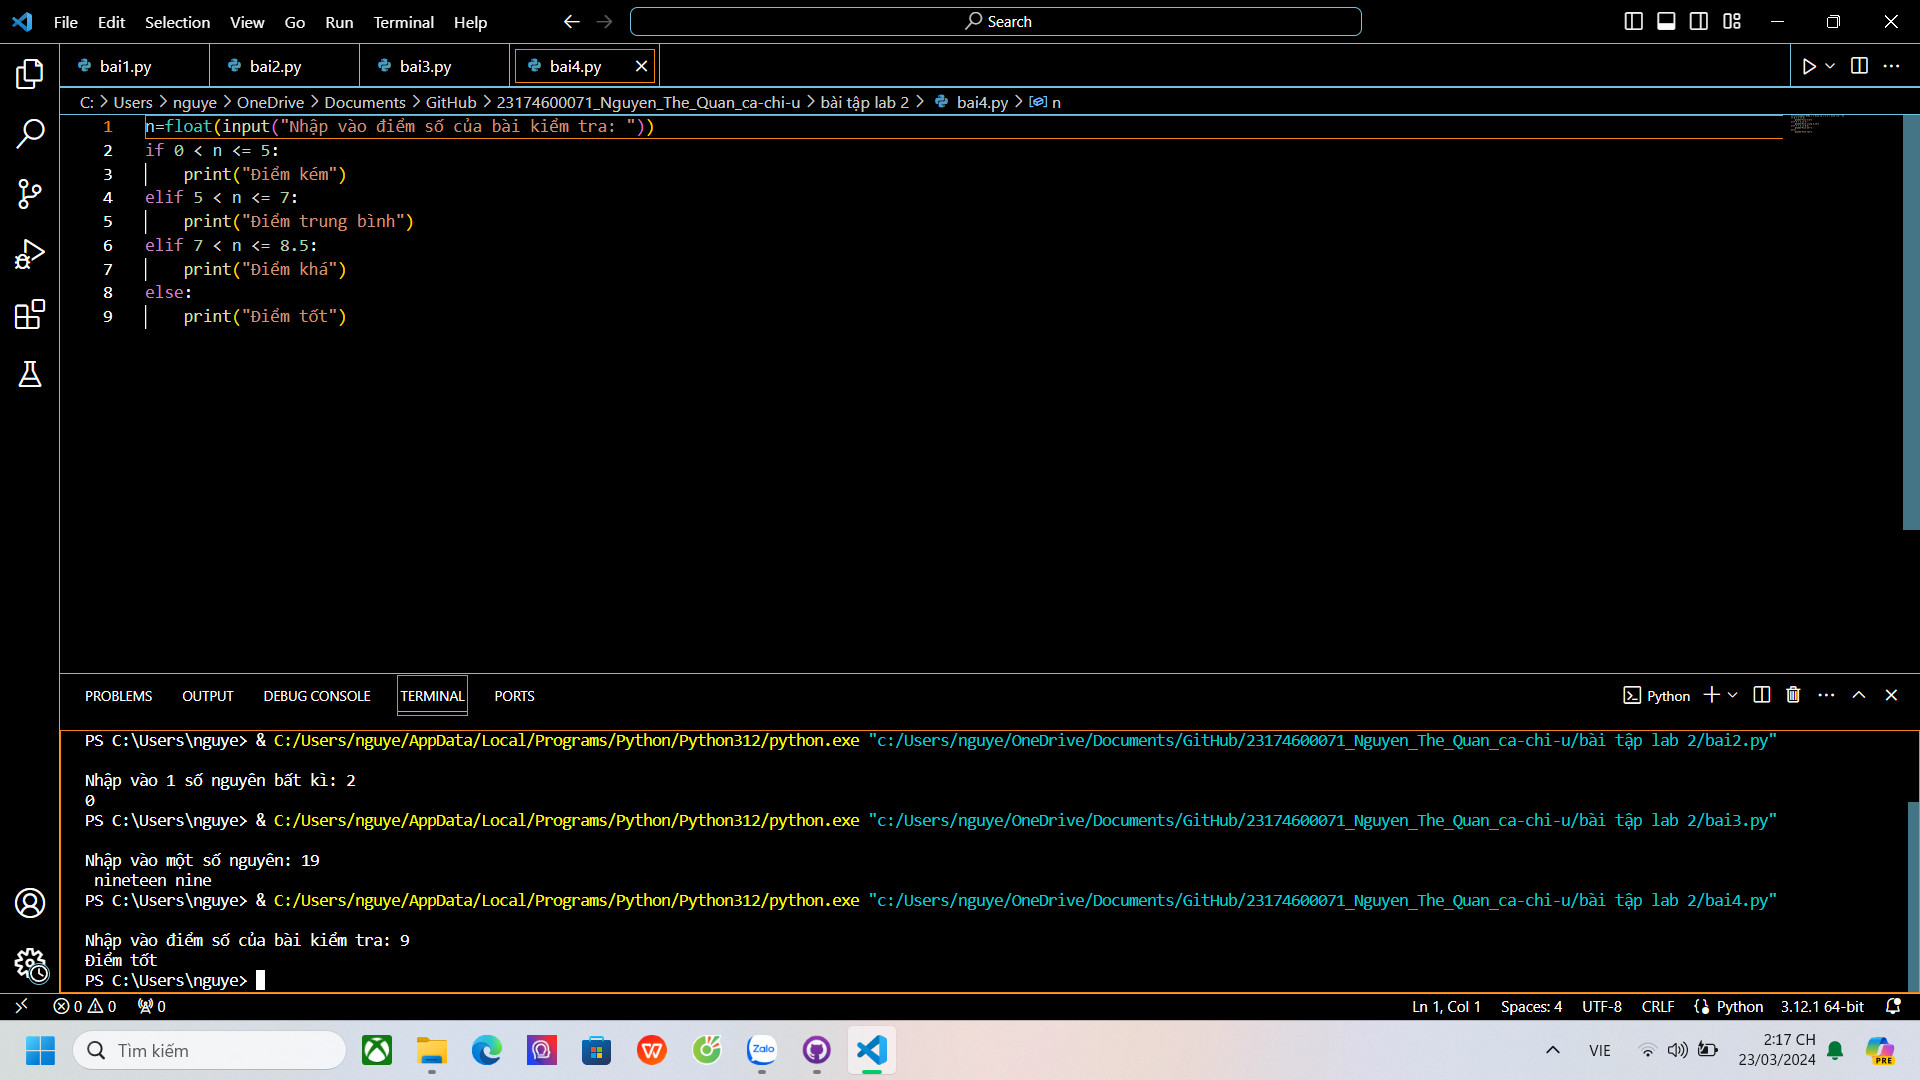 File Edit Selection View Go Run Terminal Help Search
bai1.py bai2.py bai3.py bai4.py
C: > Users > nguye > OneDrive > Documents > GitHub > 23174600071_Nguyen_The_Quan_ca-chi-u > bài tập lab 2 > bai4.py > n
1 n=float(input("Nhập vào điểm số của bài kiểm tra: "))
2 if 0 < n <= 5:
3 print("Điểm kém")
4 elif 5 < n <= 7:
5 print("Điểm trung bình")
6 elif 7 < n <= 8.5:
7 print("Điểm khá")
8 else:
9 print("Điểm tốt")
PROBLEMS OUTPUT DEBUG CONSOLE TERMINAL PORTS Python
PS C:\Users\nguye> & C:/Users/nguye/AppData/Local/Programs/Python/Python312/python.exe "c:/Users/nguye/OneDrive/Documents/GitHub/23174600071_Nguyen_The_Quan_ca-chi-u/bài tập lab 2/bai2.py"
Nhập vào 1 số nguyên bất kì: 2
0
PS C:\Users\nguye> & C:/Users/nguye/AppData/Local/Programs/Python/Python312/python.exe "c:/Users/nguye/OneDrive/Documents/GitHub/23174600071_Nguyen_The_Quan_ca-chi-u/bài tập lab 2/bai3.py"
Nhập vào một số nguyên: 19
nineteen nine
PS C:\Users\nguye> & C:/Users/nguye/AppData/Local/Programs/Python/Python312/python.exe "c:/Users/nguye/OneDrive/Documents/GitHub/23174600071_Nguyen_The_Quan_ca-chi-u/bài tập lab 2/bai4.py"
Nhập vào điểm số của bài kiểm tra: 9
Điểm tốt
PS C:\Users\nguye>
0 0 0 Ln 1, Col 1 Spaces: 4 UTF-8 CRLF Python 3.12.1 64-bit
Tìm kiếm Zalo VIE 2:17 CH
23/03/2024 PRE